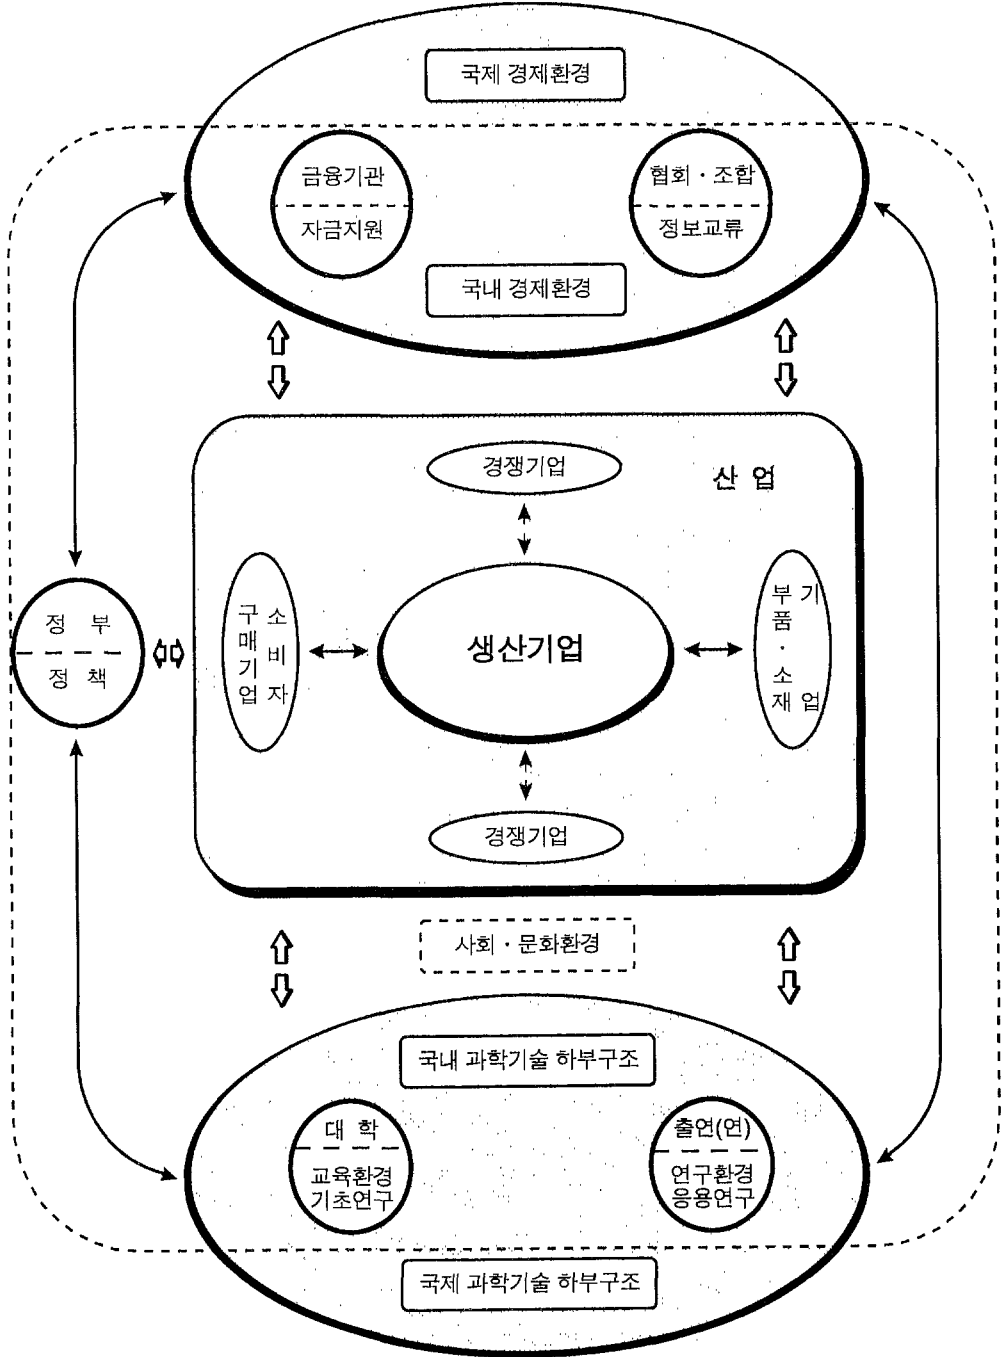 국제 경제환경
금융기관
자금지원
협회 · 조합
정보교류
국내 경제환경
경쟁기업
산 업
정 부
정 책
구매기업
소비자
생산기업
부품 · 소재
기업
경쟁기업
사회 · 문화환경
국내 과학기술 하부구조
대 학
교육환경
기초연구
출연(연)
연구환경
응용연구
국제 과학기술 하부구조